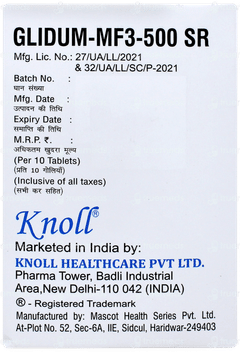 GLIDUM-MF3-500 SR
Mfg. Lic. No.: 27/UA/LL/2021
& 32/UA/LL/SC/P-2021
Batch No. :
घान संख्या
Mfg. Date :
उत्पादन की तिथि
Expiry Date :
समाप्ति की तिथि
M.R.P. ₹. :
अधिकतम खुदरा मूल्य
(Per 10 Tablets)
(प्रति 10 गोलियाँ)
(Inclusive of all taxes)
(सभी कर सहित)
Knoll®
Marketed in India by:
KNOLL HEALTHCARE PVT LTD.
Pharma Tower, Badli Industrial
Area,New Delhi-110 042 (INDIA)
® - Registered Trademark
Manufactured by: Mascot Health Series Pvt. Ltd.
At-Plot No. 52, Sec-6A, IIE, Sidcul, Haridwar-249403